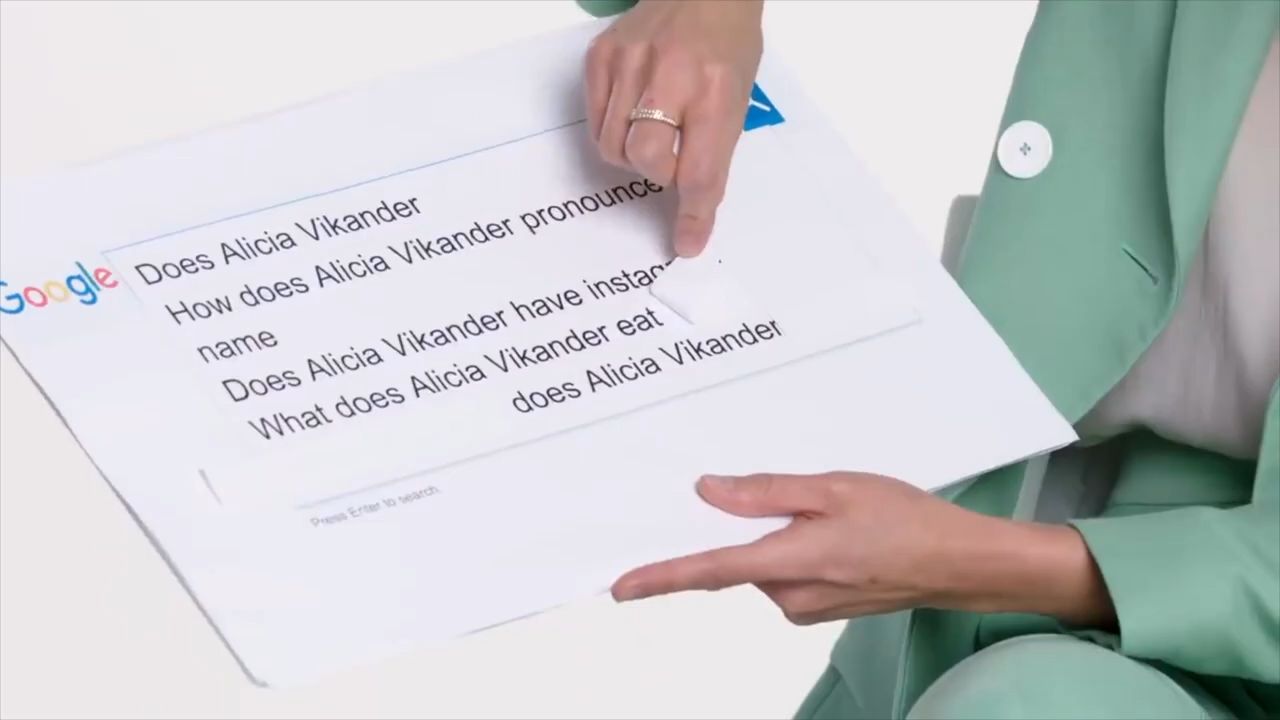 Google
Does Alicia Vikander
How does Alicia Vikander pronounce
name
Does Alicia Vikander have
What does Alicia Vikander eat
does Alicia Vikander
Press Enter to search.